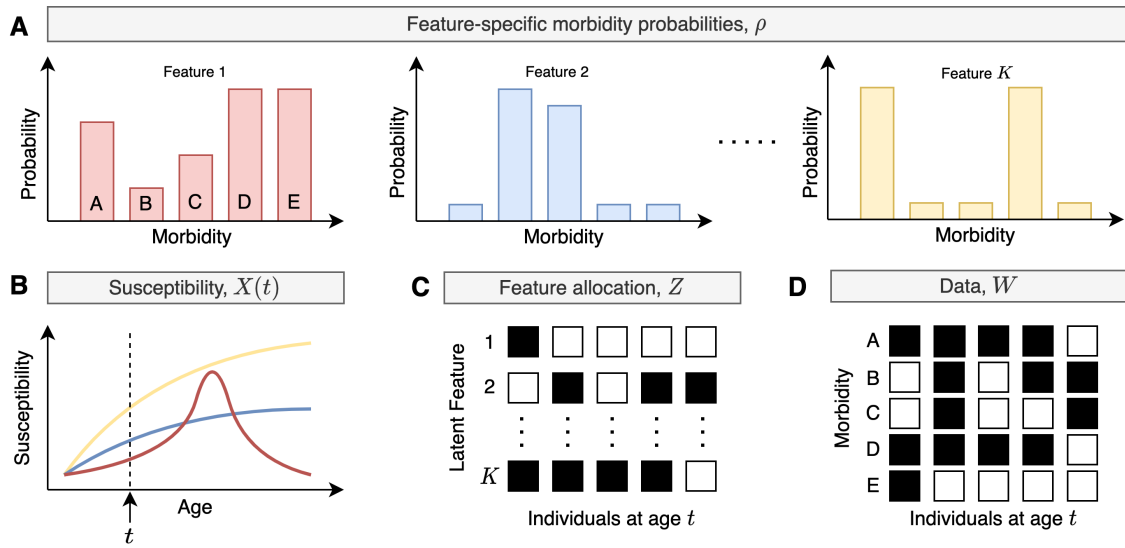 A
Feature-specific morbidity probabilities, ρ
Probability
Feature 1
A B C D E
Morbidity
Probability
Feature 2
Morbidity
Probability
Feature K
Morbidity
B
Susceptibility, X(t)
Susceptibility
Age
t
C
Feature allocation, Z
Latent Feature
1
2
K
Individuals at age t
D
Data, W
Morbidity
A
B
C
D
E
Individuals at age t